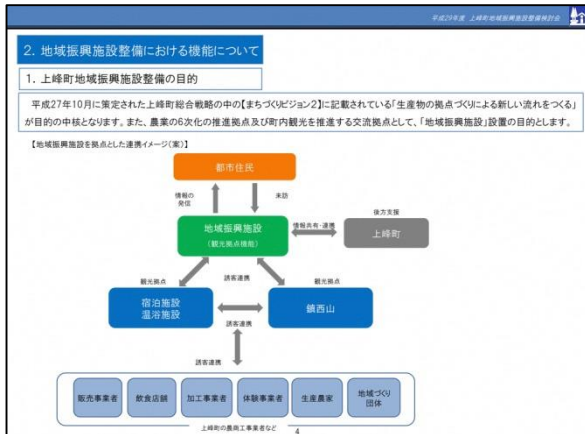 平成29年度 上峰町地域振興施設整備検討会
2. 地域振興施設整備における機能について
1. 上峰町地域振興施設整備の目的
平成27年10月に策定された上峰町総合戦略の中の【まちづくりビジョン2】に記載されている「生産物の拠点づくりによる新しい流れをつくる」
が目的の中核となります。また、農業の6次化の推進拠点及び町内観光を推進する交流拠点として、「地域振興施設」設置の目的とします。
【地域振興施設を拠点とした連携イメージ(案)】
都市住民
情報の
発信
来訪
地域振興施設
(観光拠点機能)
情報共有・連携
後方支援
上峰町
観光拠点
誘客連携
観光拠点
宿泊施設
温浴施設
鎮西山
誘客連携
誘客連携
販売事業者
飲食店舗
加工事業者
体験事業者
生産農家
地域づくり
団体
上峰町の農商工事業者など
4